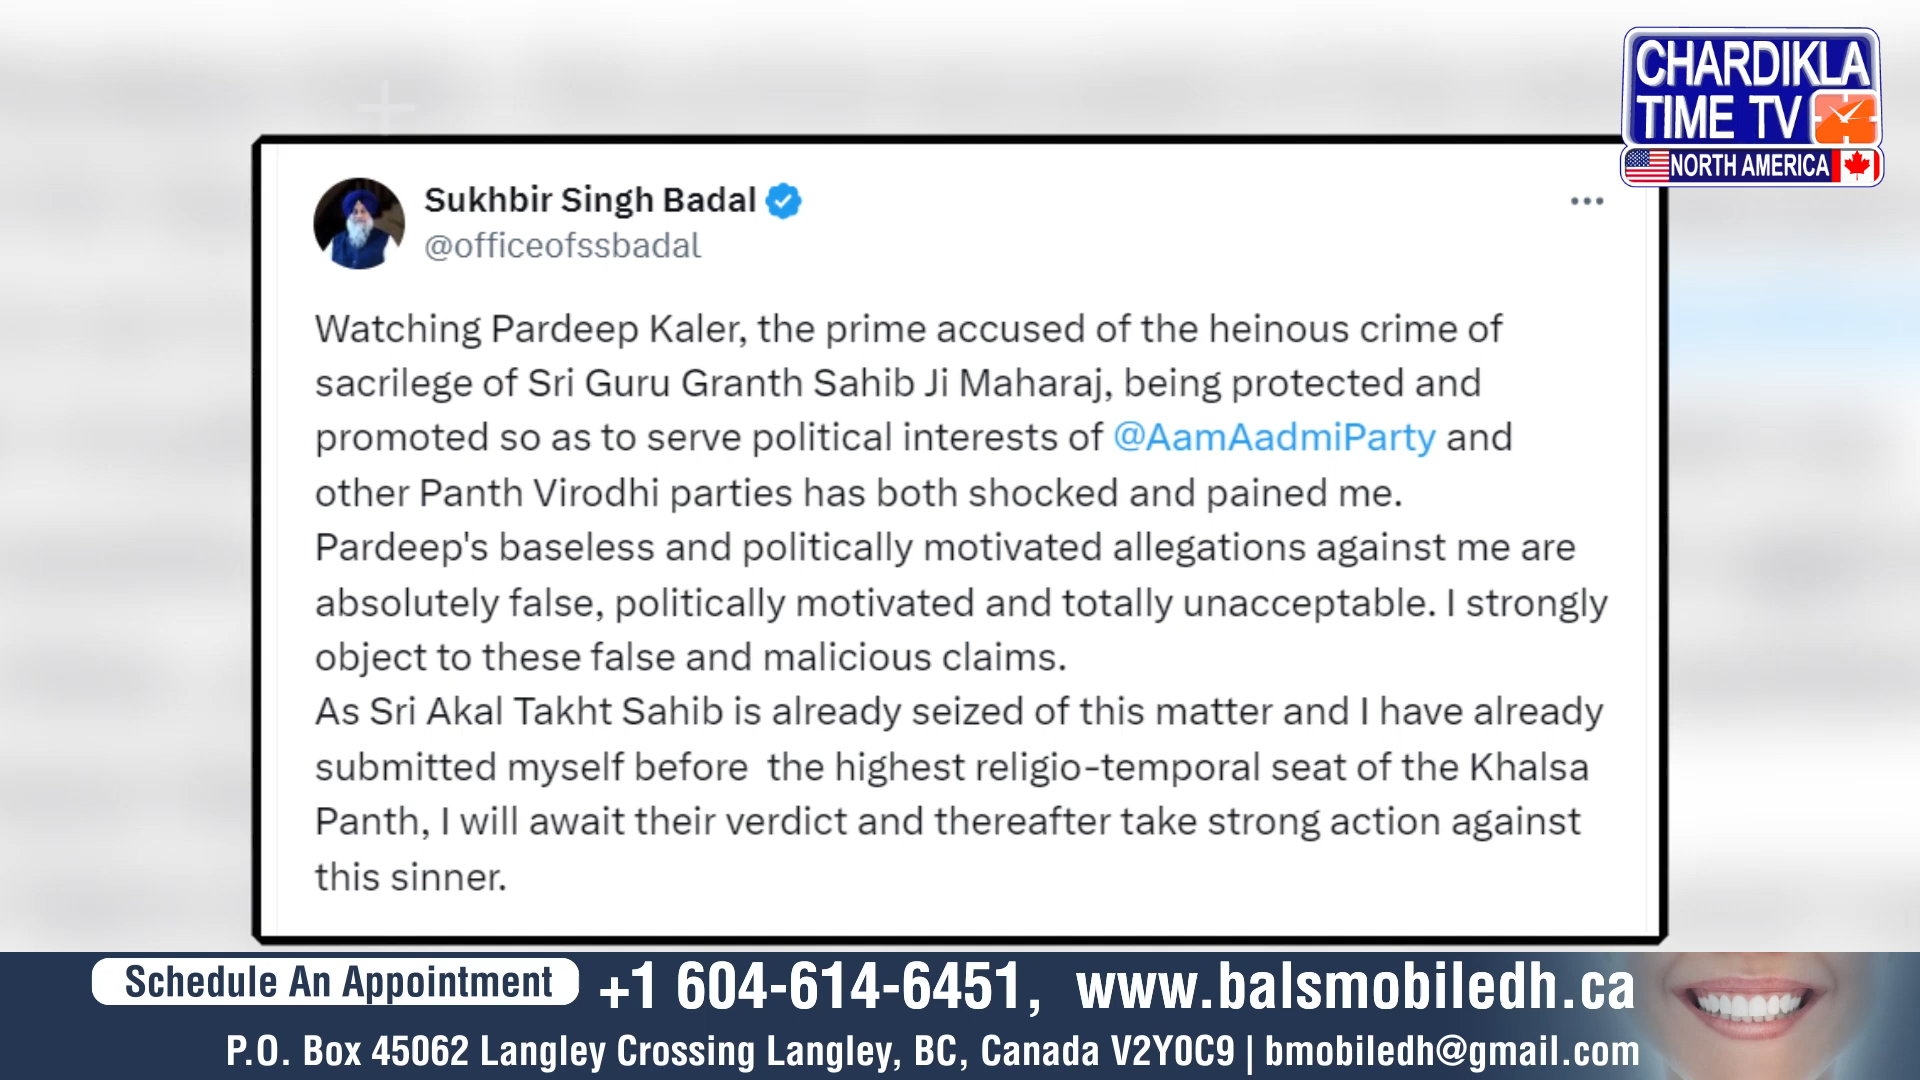 CHARDIKLA
TIME TV
NORTH AMERICA
Sukhbir Singh Badal
@officeofssbadal
Watching Pardeep Kaler, the prime accused of the heinous crime of
sacrilege of Sri Guru Granth Sahib Ji Maharaj, being protected and
promoted so as to serve political interests of @AamAadmiParty and
other Panth Virodhi parties has both shocked and pained me.
Pardeep's baseless and politically motivated allegations against me are
absolutely false, politically motivated and totally unacceptable. I strongly
object to these false and malicious claims.
As Sri Akal Takht Sahib is already seized of this matter and I have already
submitted myself before  the highest religio-temporal seat of the Khalsa
Panth, I will await their verdict and thereafter take strong action against
this sinner.
Schedule An Appointment +1 604-614-6451, www.balsmobiledh.ca
P.O. Box 45062 Langley Crossing Langley, BC, Canada V2Y0C9 | bmobiledh@gmail.com